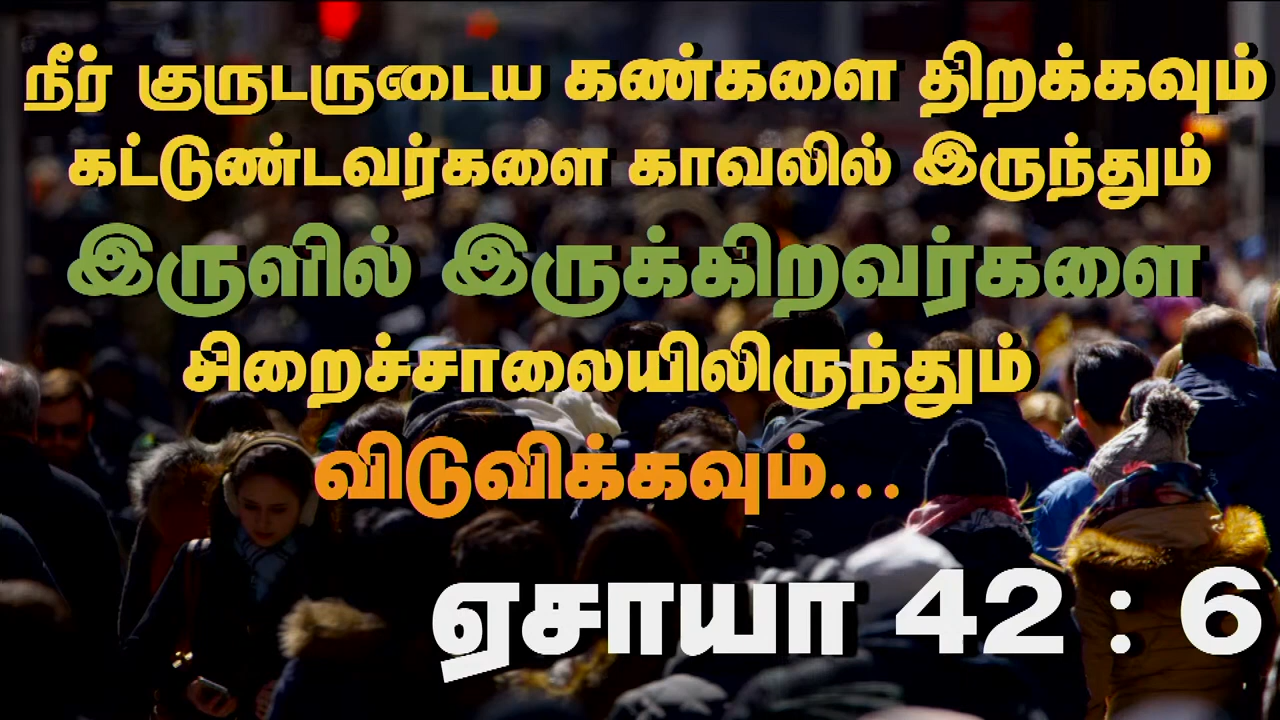 நீர் குருடருடைய கண்களை திறக்கவும்
கட்டுண்டவர்களை காவலில் இருந்தும்
இருளில் இருக்கிறவர்களை
சிறைச்சாலையிலிருந்தும்
விடுவிக்கவும்...
ஏசாயா 42 : 6